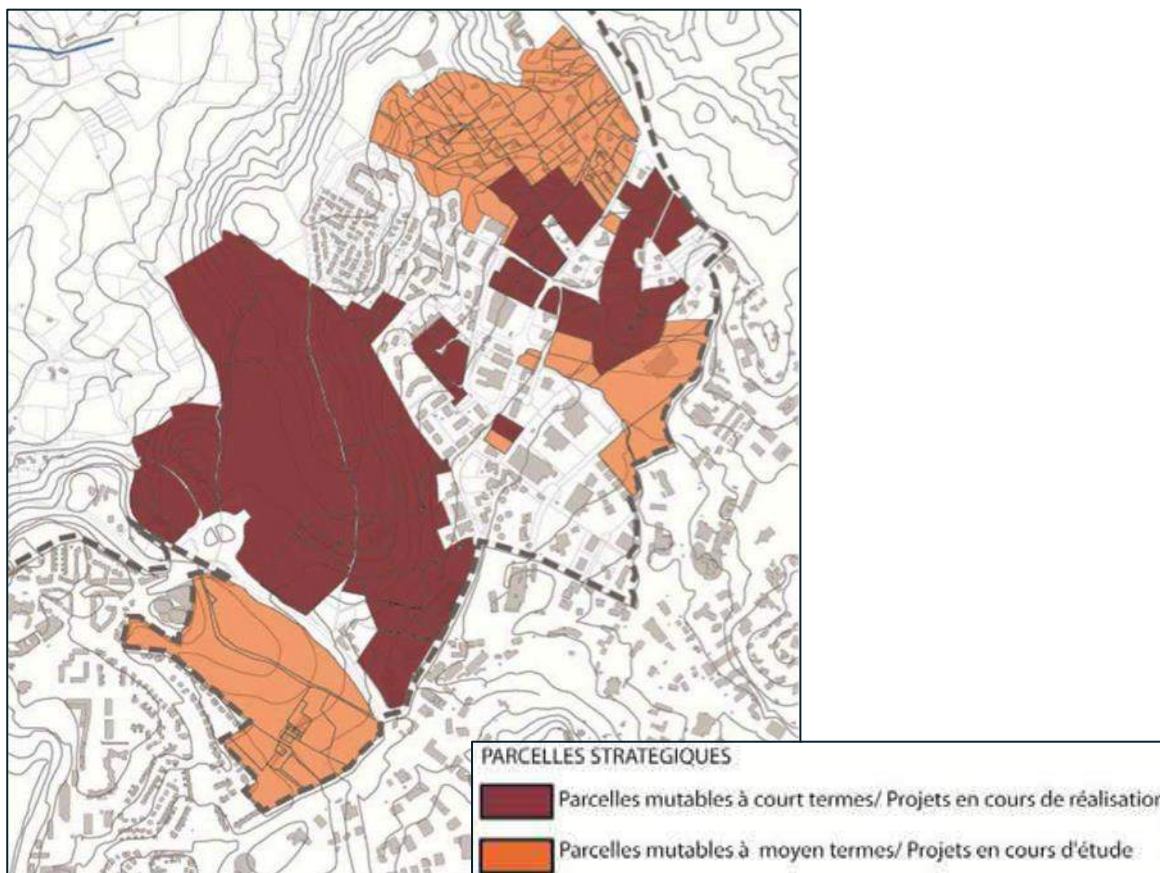 PARCELLES STRATEGIQUES
Parcelles mutables à court termes/ Projets en cours de réalisation
Parcelles mutables à moyen termes/ Projets en cours d'étude